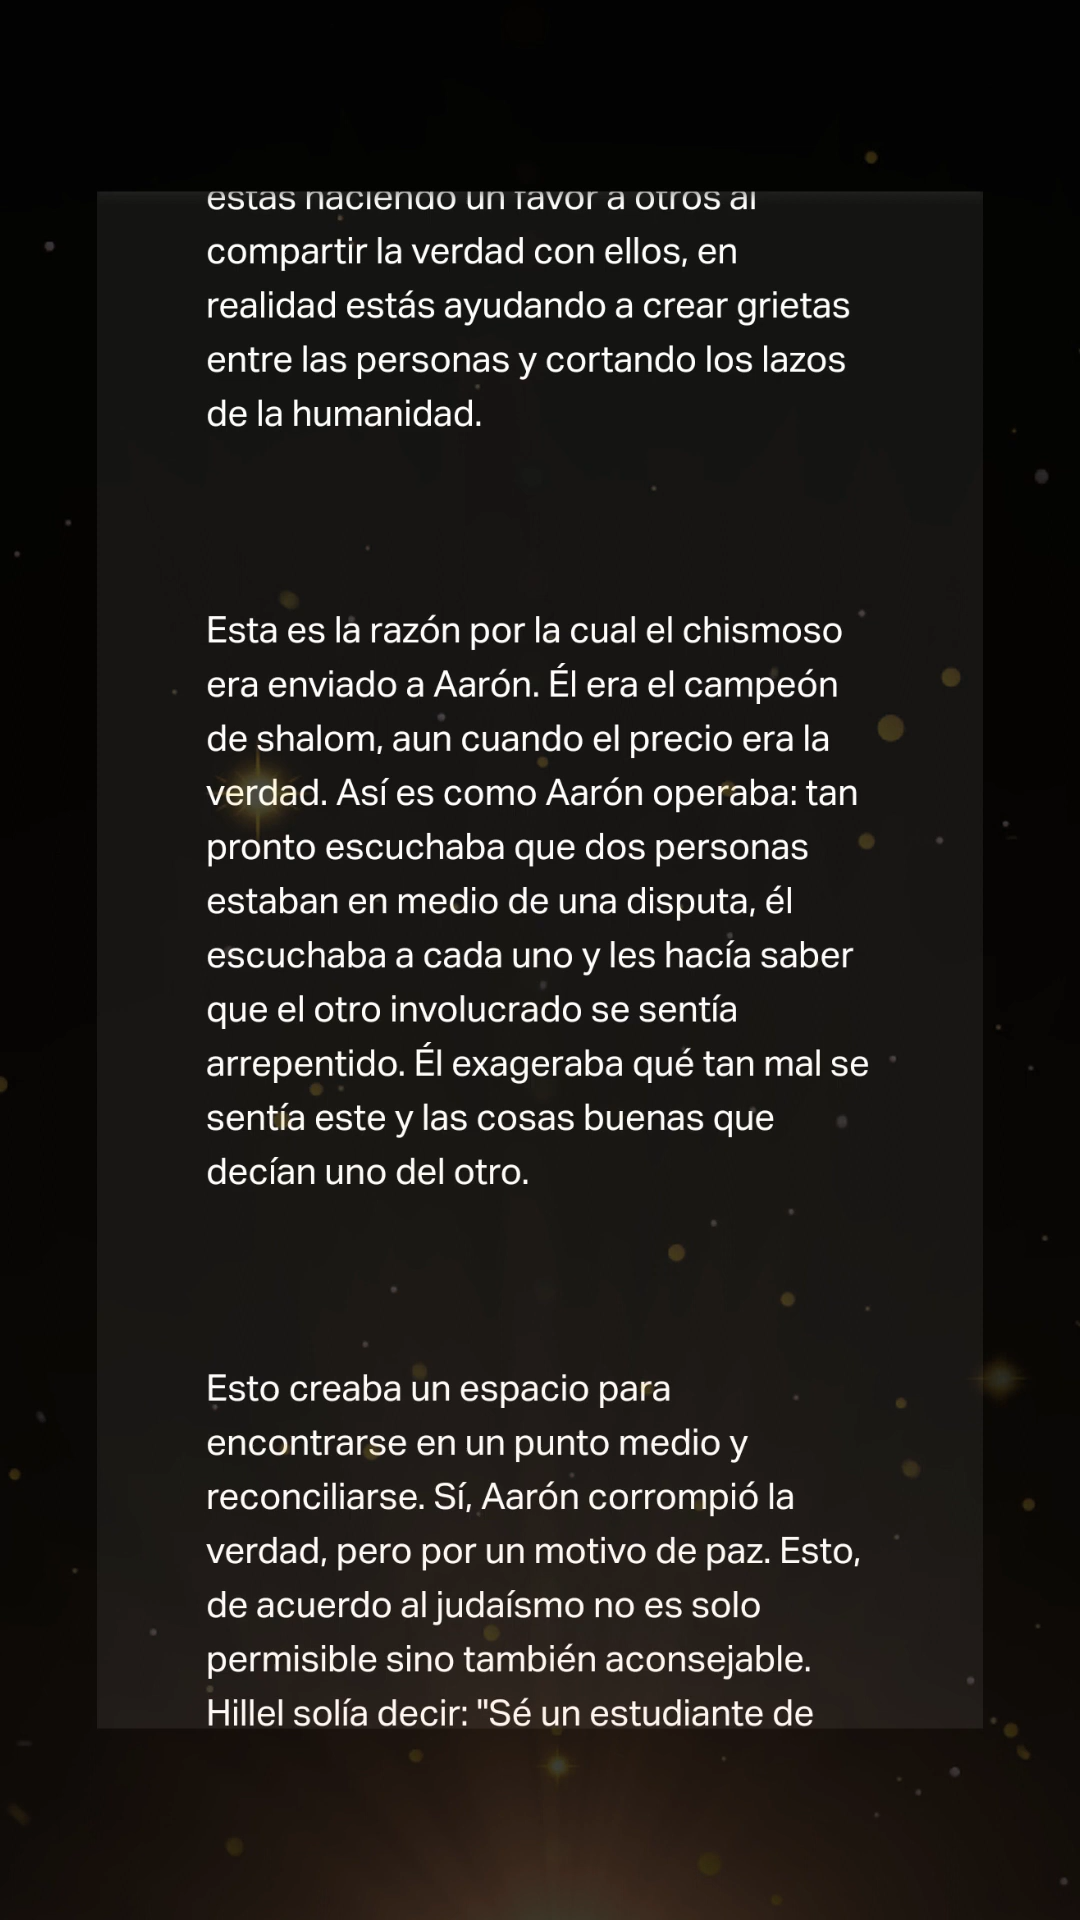 estás haciendo un favor a otros al
compartir la verdad con ellos, en
realidad estás ayudando a crear grietas
entre las personas y cortando los lazos
de la humanidad.
Esta es la razón por la cual el chismoso
era enviado a Aarón. Él era el campeón
de shalom, aun cuando el precio era la
verdad. Así es como Aarón operaba: tan
pronto escuchaba que dos personas
estaban en medio de una disputa, él
escuchaba a cada uno y les hacía saber
que el otro involucrado se sentía
arrepentido. Él exageraba qué tan mal se
sentía este y las cosas buenas que
decían uno del otro.
Esto creaba un espacio para
encontrarse en un punto medio y
reconciliarse. Sí, Aarón corrompió la
verdad, pero por un motivo de paz. Esto,
de acuerdo al judaísmo no es solo
permisible sino también aconsejable.
Hillel solía decir: "Sé un estudiante de